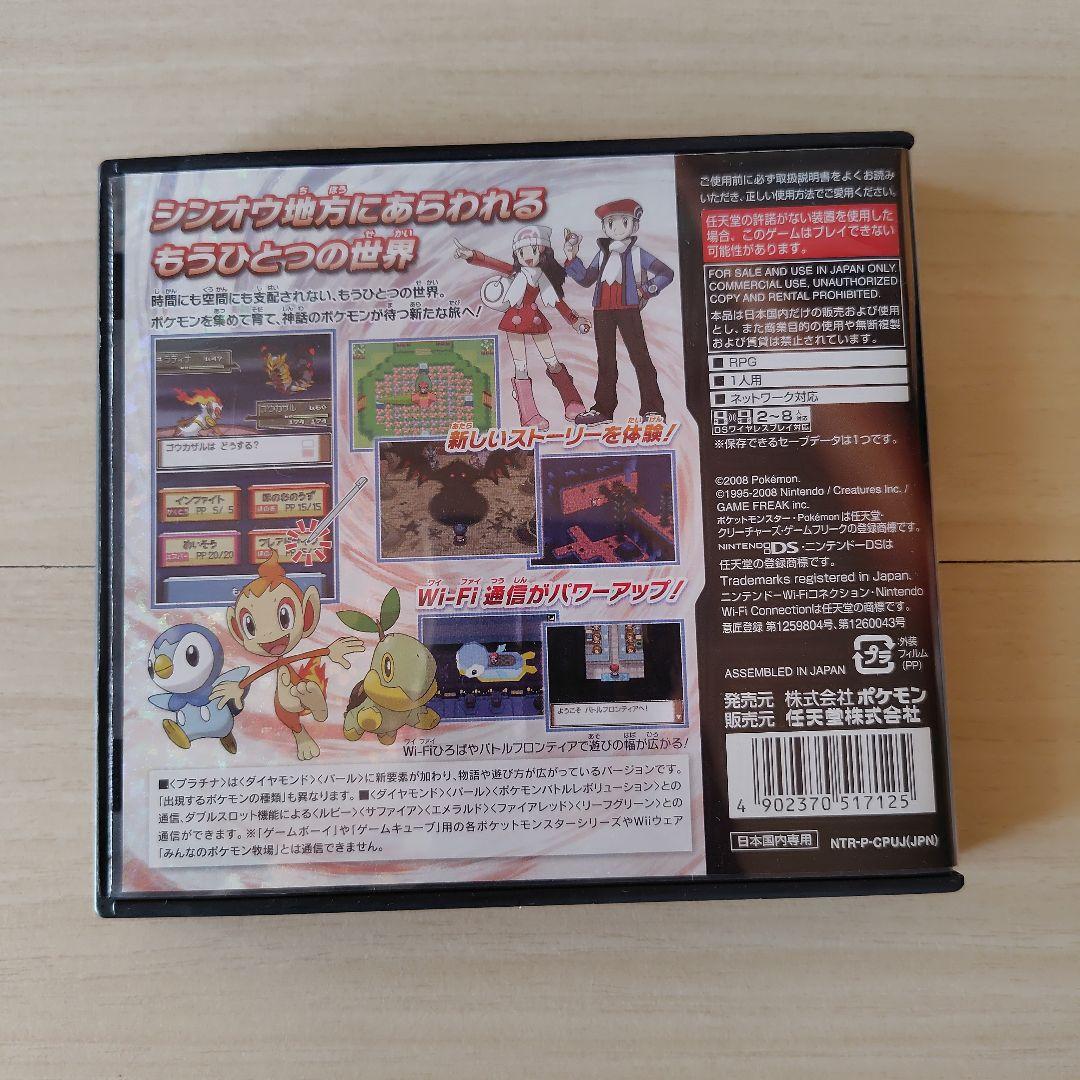 シンオウ地方にあらわれる
もうひとつの世界
時間にも空間にも支配されない、もうひとつの世界。
ポケモンを集めて育て、神話のポケモンが待つ新たな旅へ!
ゴウカザル
ゴウカザルは どうする?
インファイト
PP 5/ 5
PP 15/15
PP 20/20
新しいストーリーを体験!
Wi-Fi 通信がパワーアップ!
ようこそ バトルフロンティアへ!
Wi-Fiひろばやバトルフロンティアで遊びの幅が広がる!
■〈プラチナ〉は〈ダイヤモンド〉〈パール〉に新要素が加わり、物語や遊び方が広がっているバージョンです。
「出現するポケモンの種類」も異なります。■〈ダイヤモンド〉〈パール〉〈ポケモンバトルレボリューション〉との
通信、ダブルスロット機能による〈ルビー〉〈サファイア〉〈エメラルド〉〈ファイアレッド〉〈リーフグリーン〉との
通信ができます。※「ゲームボーイ」や「ゲームキューブ」用の各ポケットモンスターシリーズやWiiウェア
「みんなのポケモン牧場」とは通信できません。
ご使用前に必ず取扱説明書をよくお読み
いただき、正しい使用方法でご愛用ください。
任天堂の許諾がない装置を使用した
場合、このゲームはプレイできない
可能性があります。
FOR SALE AND USE IN JAPAN ONLY.
COMMERCIAL USE, UNAUTHORIZED
COPY AND RENTAL PROHIBITED.
本品は日本国内だけの販売および使用
とし、また商業目的の使用や無断複製
および賃貸は禁止されています。
■ RPG
■ 1人用
■ ネットワーク対応
2~8人対応
DSワイヤレスプレイ対応
※保存できるセーブデータは1つです。
©2008 Pokémon.
©1995-2008 Nintendo / Creatures inc. /
GAME FREAK inc.
ポケットモンスター・Pokémonは任天堂・
クリーチャーズ・ゲームフリークの登録商標です。
NINTENDO DS・ニンテンドーDSは
任天堂の登録商標です。
Trademarks registered in Japan.
ニンテンドーWi-Fiコネクション・Nintendo
Wi-Fi Connectionは任天堂の商標です。
意匠登録 第1259804号、第1260043号
プラ
外装
フィルム
(PP)
ASSEMBLED IN JAPAN
発売元 株式会社ポケモン
販売元 任天堂株式会社
4 902370 517125
日本国内専用
NTR-P-CPUJ(JPN)